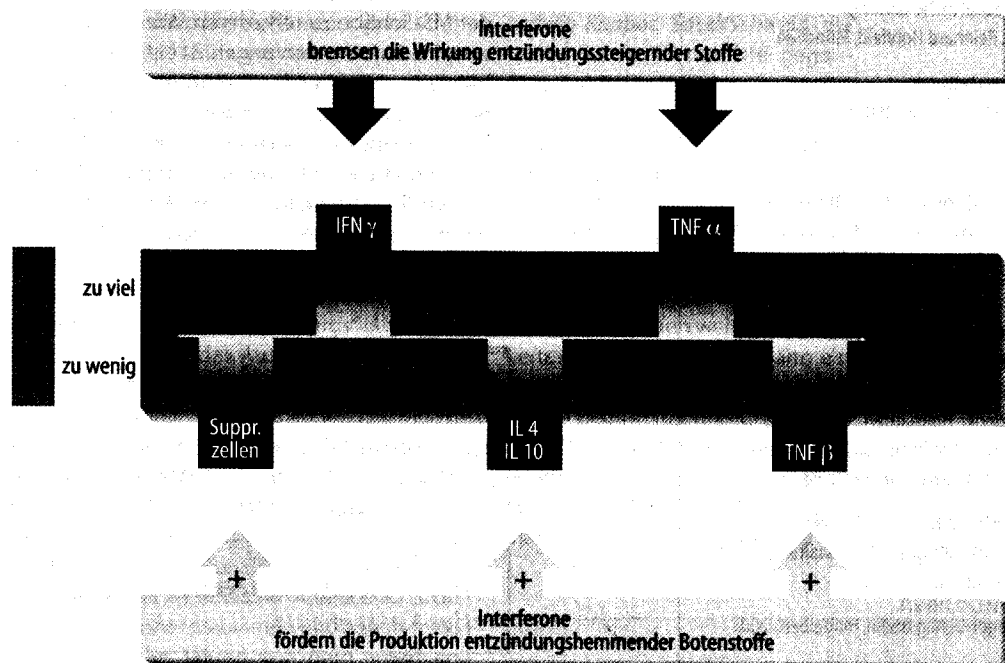 Interferone
bremsen die Wirkung entzündungssteigernder Stoffe
IFN γ
TNF α
zu viel
zu wenig
Suppr.
zellen
IL 4
IL 10
TNF β
+
+
+
Interferone
fördern die Produktion entzündungshemmender Botenstoffe